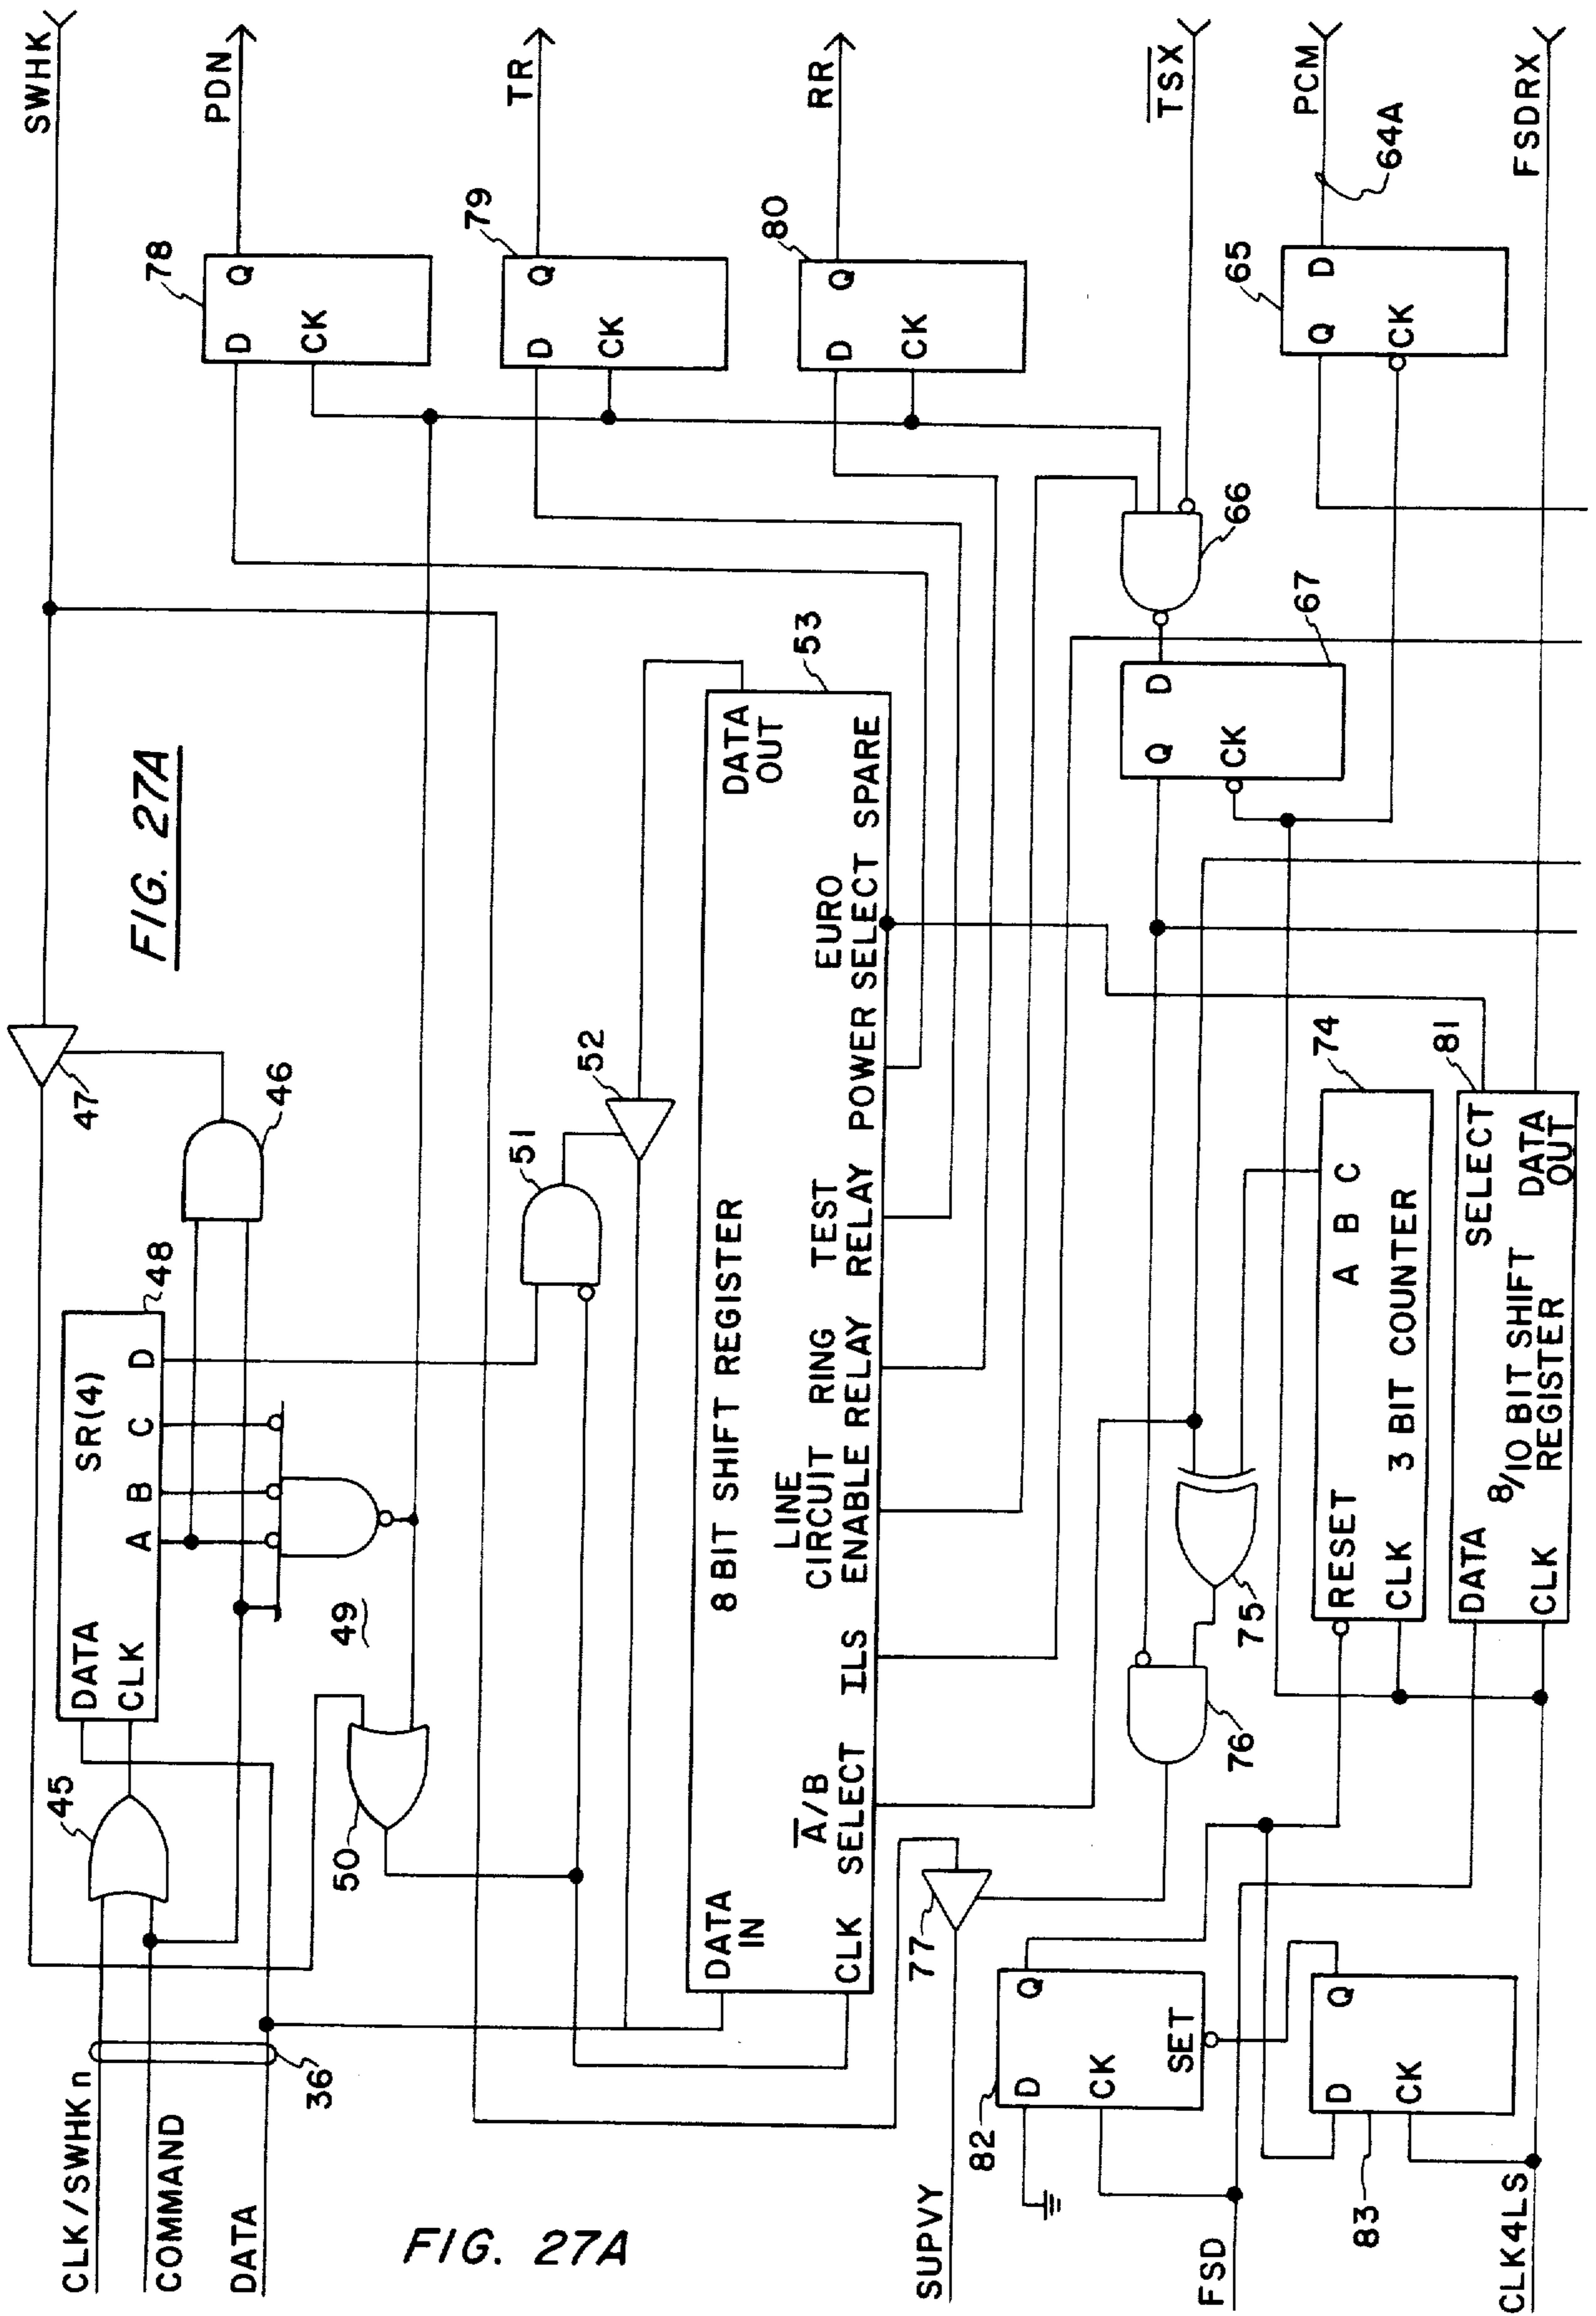 FIG. 27A
CLK/SWHK n
COMMAND
DATA
36
45
DATA
CLK
SR(4)
A B C D
48
49
50
46
47
SWHK
51
52
78
D Q
CK
PDN
79
D Q
CK
TR
80
D Q
CK
RR
53
DATA
IN
CLK
8 BIT SHIFT REGISTER
DATA
OUT
A̅/B
SELECT
ILS
LINE
CIRCUIT
ENABLE
RING
RELAY
TEST
RELAY
POWER
EURO
SELECT
SPARE
TSX
66
67
Q D
CK
65
Q D
CK
PCM
64A
FSDRX
SUPVY
77
76
75
74
RESET
CLK
A B C
3 BIT COUNTER
81
DATA
CLK
8/10 BIT SHIFT
REGISTER
SELECT
DATA
OUT
82
D Q
CK
SET
83
D Q
CK
FSD
CLK4LS
FIG. 27A